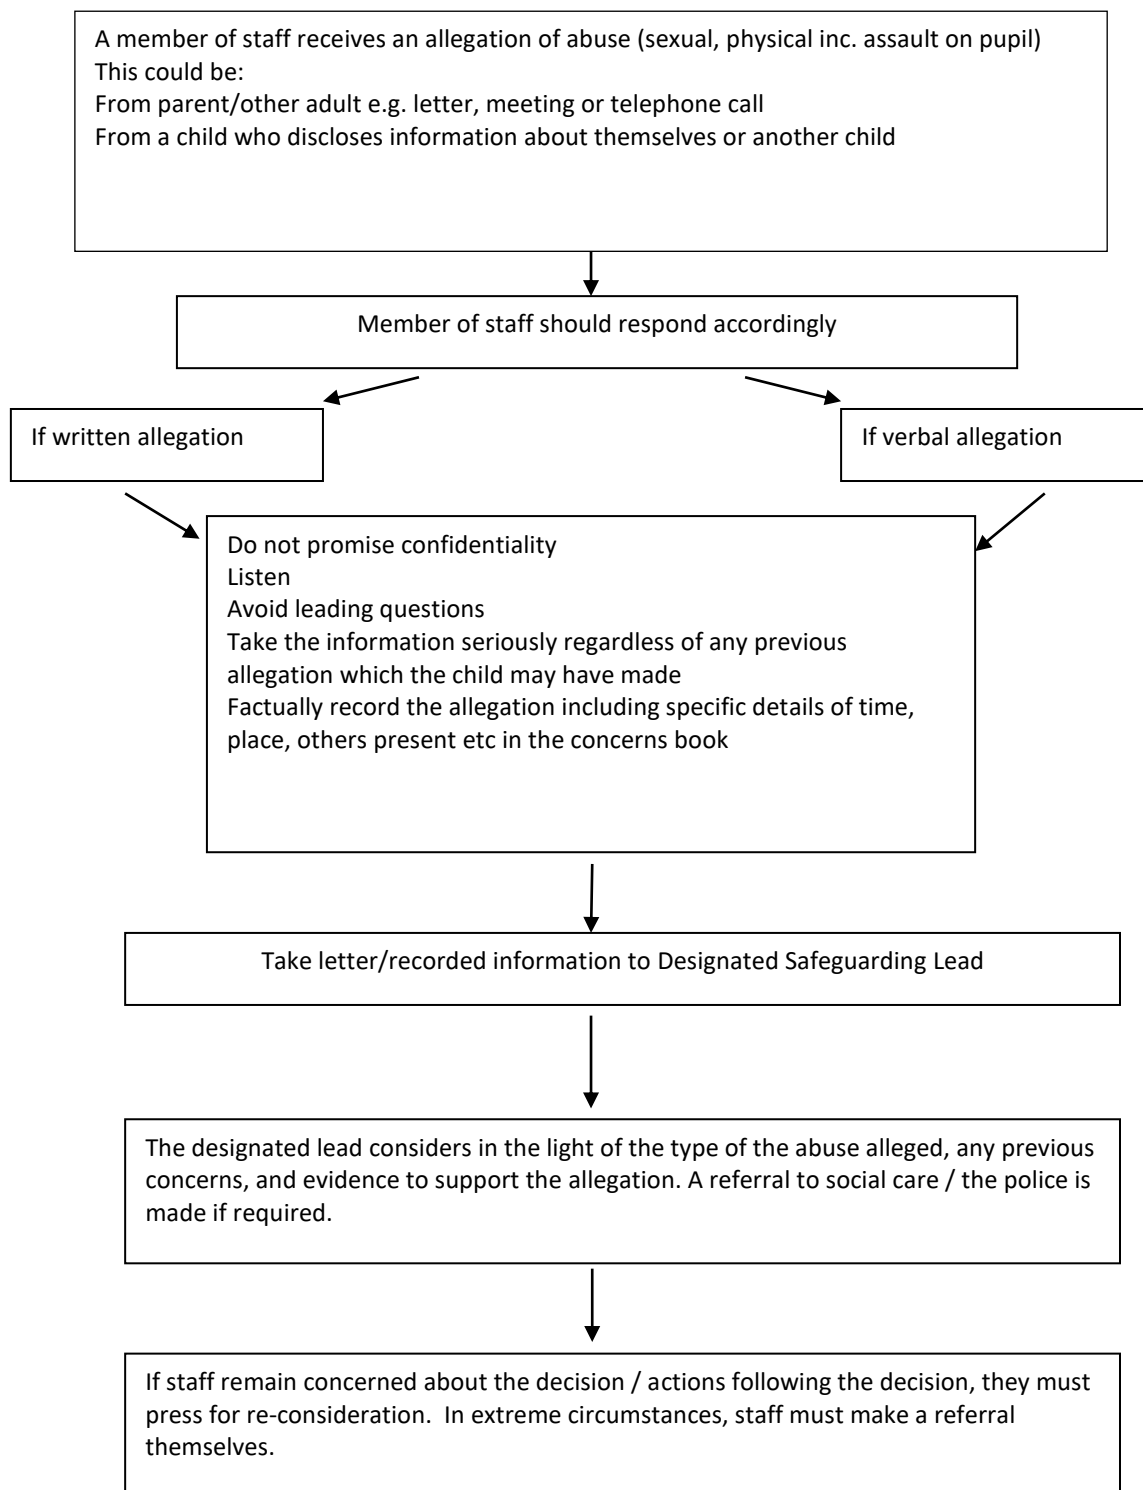 A member of staff receives an allegation of abuse (sexual, physical inc. assault on pupil)
This could be:
From parent/other adult e.g. letter, meeting or telephone call
From a child who discloses information about themselves or another child
Member of staff should respond accordingly
If written allegation
If verbal allegation
Do not promise confidentiality
Listen
Avoid leading questions
Take the information seriously regardless of any previous
allegation which the child may have made
Factually record the allegation including specific details of time,
place, others present etc in the concerns book
Take letter/recorded information to Designated Safeguarding Lead
The designated lead considers in the light of the type of the abuse alleged, any previous
concerns, and evidence to support the allegation. A referral to social care / the police is
made if required.
If staff remain concerned about the decision / actions following the decision, they must
press for re-consideration.  In extreme circumstances, staff must make a referral
themselves.